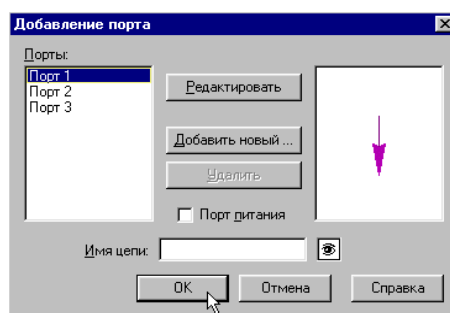 Добавление порта
Порты:
Порт 1
Порт 2
Порт 3
Редактировать
Добавить новый ...
Удалить
Порт питания
Имя цепи:
OK
Отмена
Справка